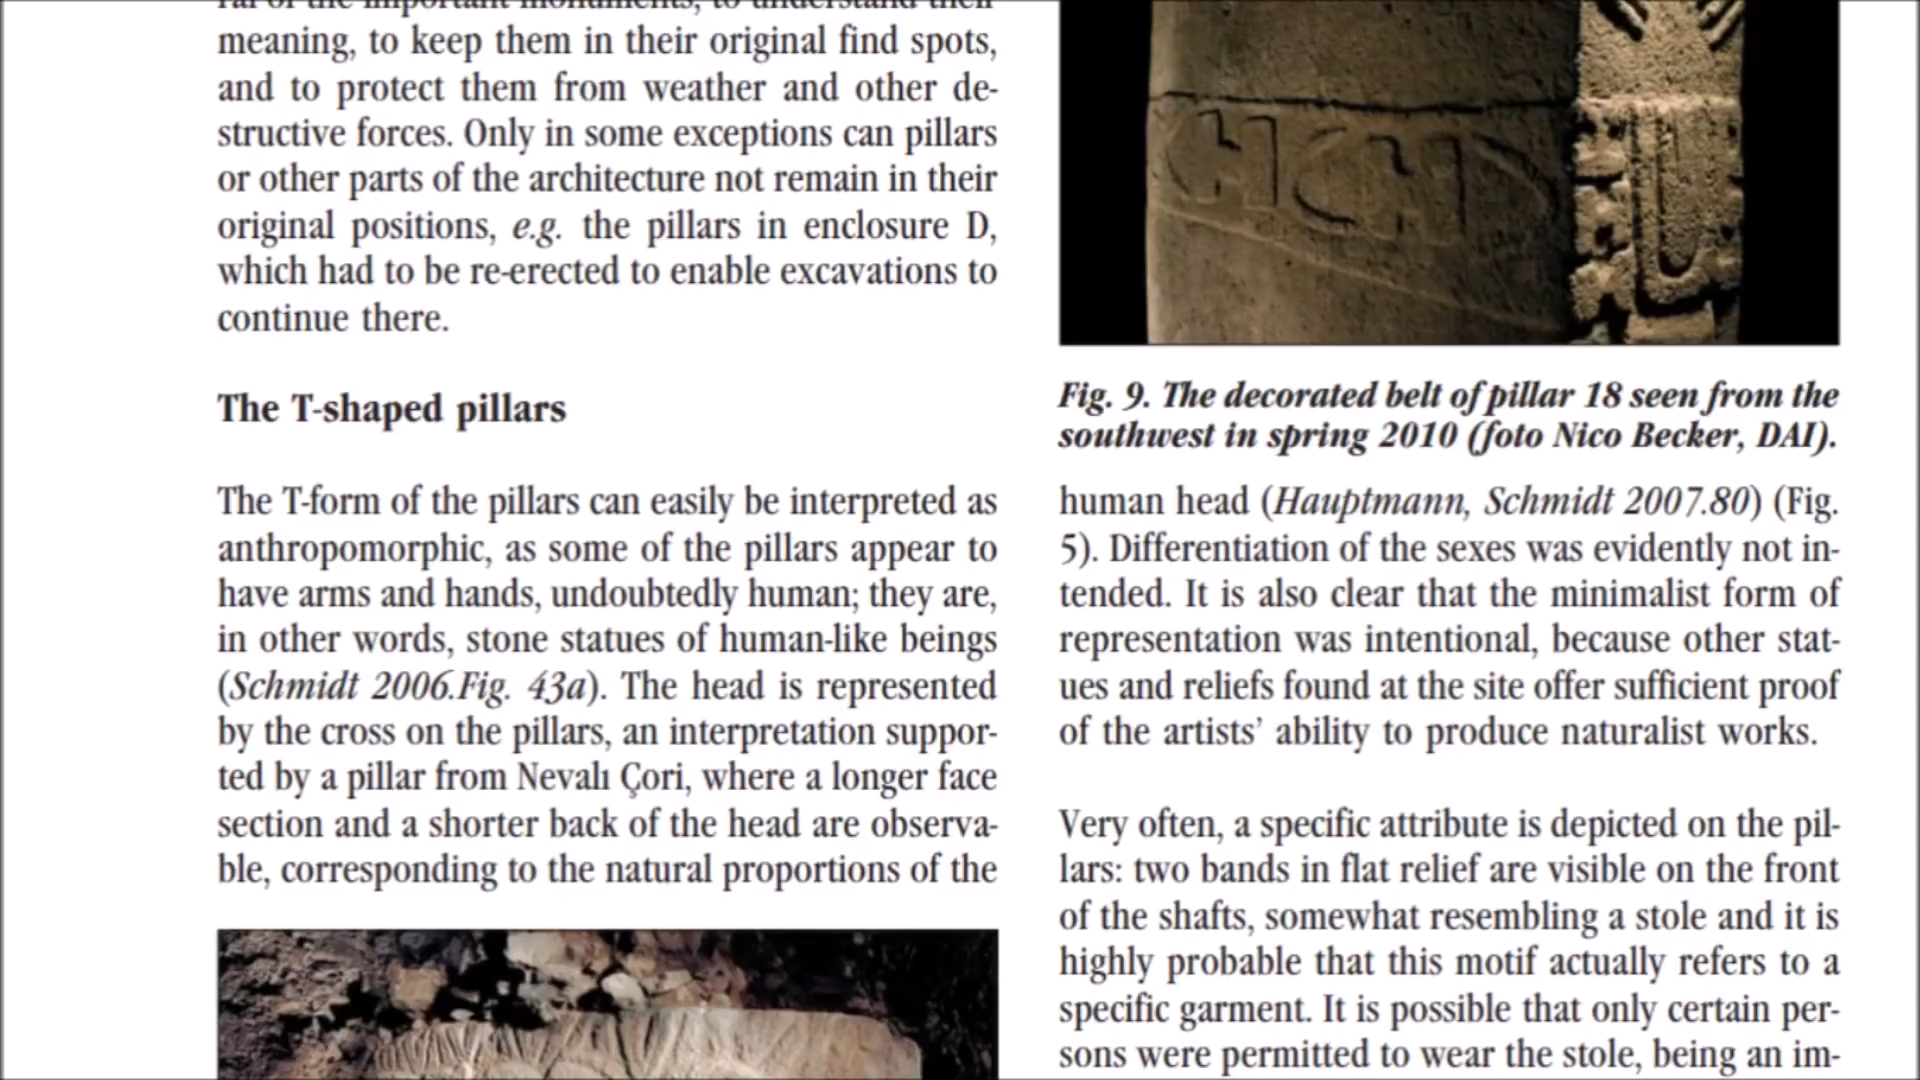 ral of the important monuments, to understand their
meaning, to keep them in their original find spots,
and to protect them from weather and other de-
structive forces. Only in some exceptions can pillars
or other parts of the architecture not remain in their
original positions, e.g. the pillars in enclosure D,
which had to be re-erected to enable excavations to
continue there.
The T-shaped pillars
The T-form of the pillars can easily be interpreted as
anthropomorphic, as some of the pillars appear to
have arms and hands, undoubtedly human; they are,
in other words, stone statues of human-like beings
(Schmidt 2006.Fig. 43a). The head is represented
by the cross on the pillars, an interpretation suppor-
ted by a pillar from Nevalı Çori, where a longer face
section and a shorter back of the head are observa-
ble, corresponding to the natural proportions of the
Fig. 9. The decorated belt of pillar 18 seen from the
southwest in spring 2010 (foto Nico Becker, DAI).
human head (Hauptmann, Schmidt 2007.80) (Fig.
5). Differentiation of the sexes was evidently not in-
tended. It is also clear that the minimalist form of
representation was intentional, because other stat-
ues and reliefs found at the site offer sufficient proof
of the artists' ability to produce naturalist works.
Very often, a specific attribute is depicted on the pil-
lars: two bands in flat relief are visible on the front
of the shafts, somewhat resembling a stole and it is
highly probable that this motif actually refers to a
specific garment. It is possible that only certain per-
sons were permitted to wear the stole, being an im-